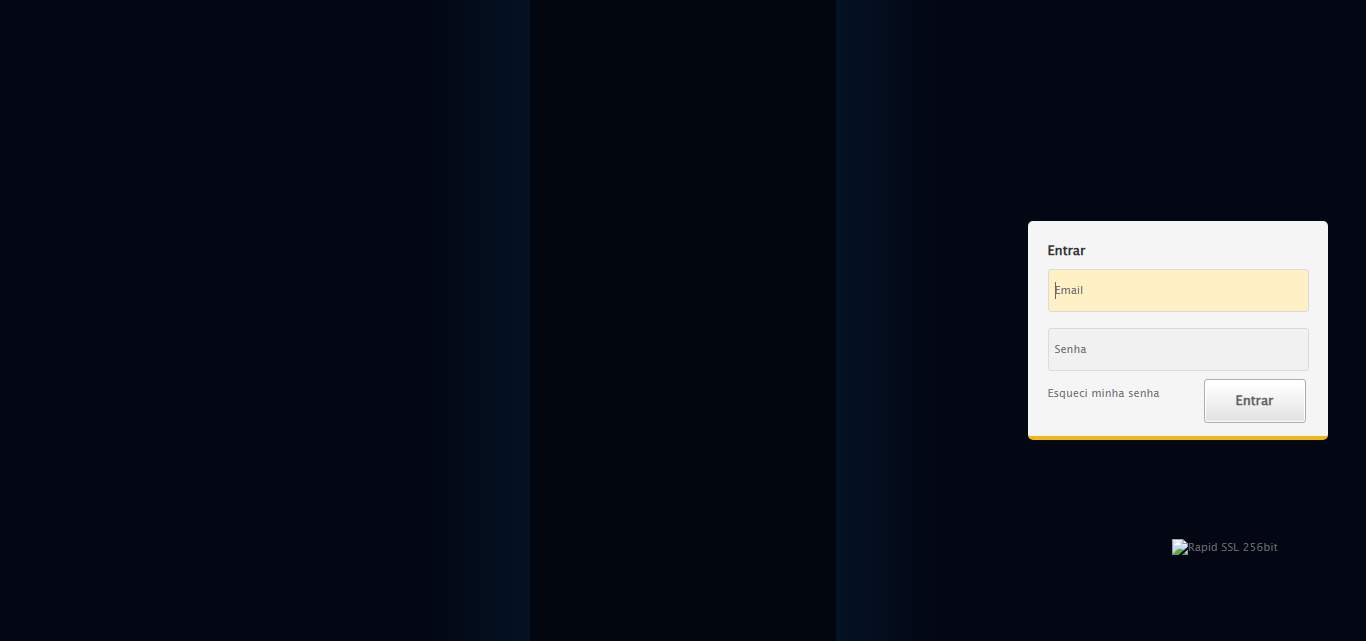 Entrar
Email
Senha
Esqueci minha senha
Entrar
Rapid SSL 256bit